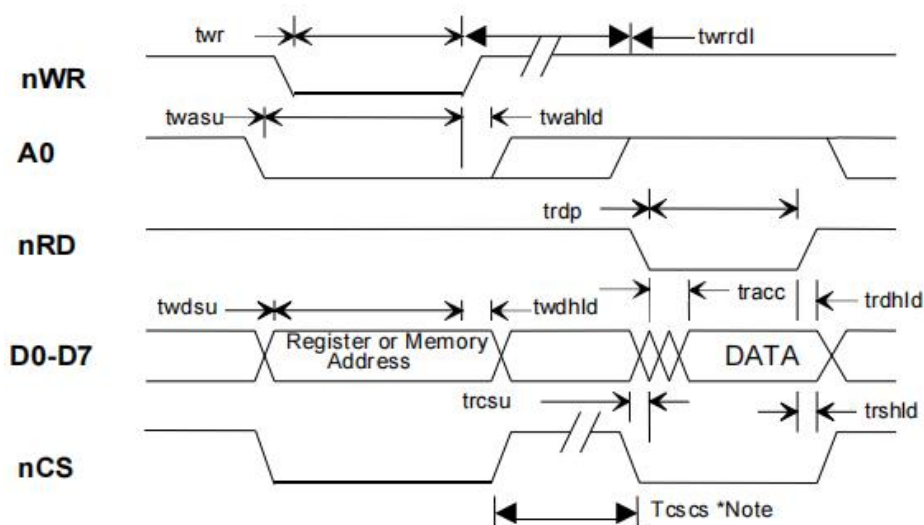 twr
twrrdl
nWR
twasu
twahld
A0
trdp
nRD
twdsu
twdhld
tracc
trdhld
D0-D7
Register or Memory
Address
DATA
trcsu
trshld
nCS
Tcscs *Note